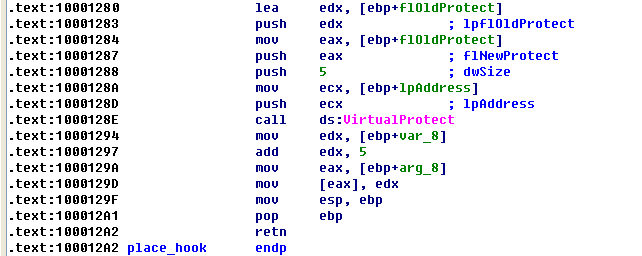 .text:10001280 lea edx, [ebp+flOldProtect]
.text:10001283 push edx ; lpflOldProtect
.text:10001284 mov eax, [ebp+flOldProtect]
.text:10001287 push eax ; flNewProtect
.text:10001288 push 5 ; dwSize
.text:1000128A mov ecx, [ebp+lpAddress]
.text:1000128D push ecx ; lpAddress
.text:1000128E call ds:VirtualProtect
.text:10001294 mov edx, [ebp+var_8]
.text:10001297 add edx, 5
.text:1000129A mov eax, [ebp+arg_8]
.text:1000129D mov [eax], edx
.text:1000129F mov esp, ebp
.text:100012A1 pop ebp
.text:100012A2 retn
.text:100012A2 place_hook endp